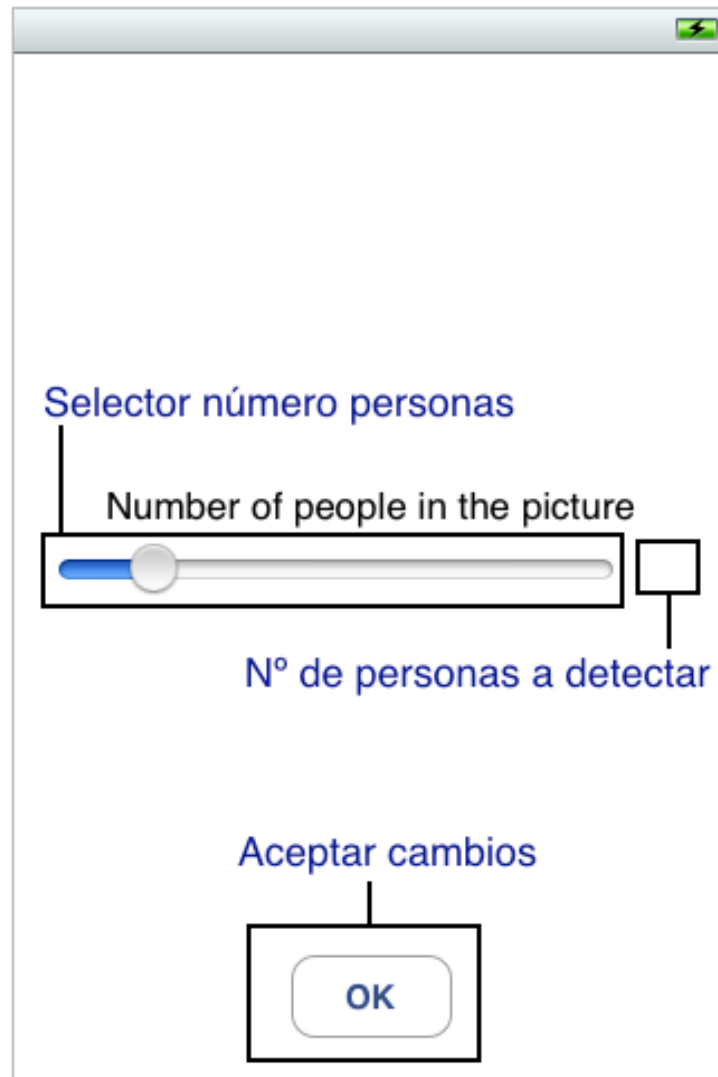 Selector número personas
Number of people in the picture
Nº de personas a detectar
Aceptar cambios
OK